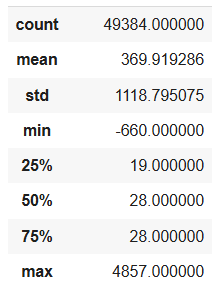 count 49384.000000
mean 369.919286
std 1118.795075
min -660.000000
25% 19.000000
50% 28.000000
75% 28.000000
max 4857.000000